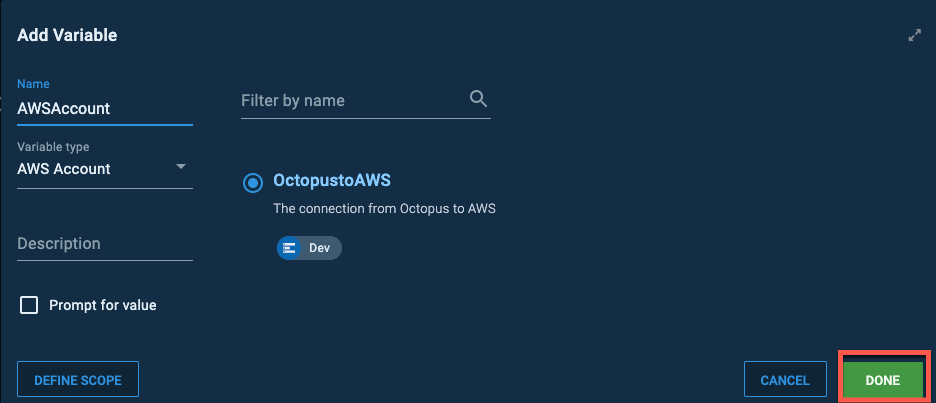 Add Variable
Name
AWSAccount
Filter by name
Variable type
AWS Account
OctopustoAWS
The connection from Octopus to AWS
Description
Dev
Prompt for value
DEFINE SCOPE
CANCEL
DONE